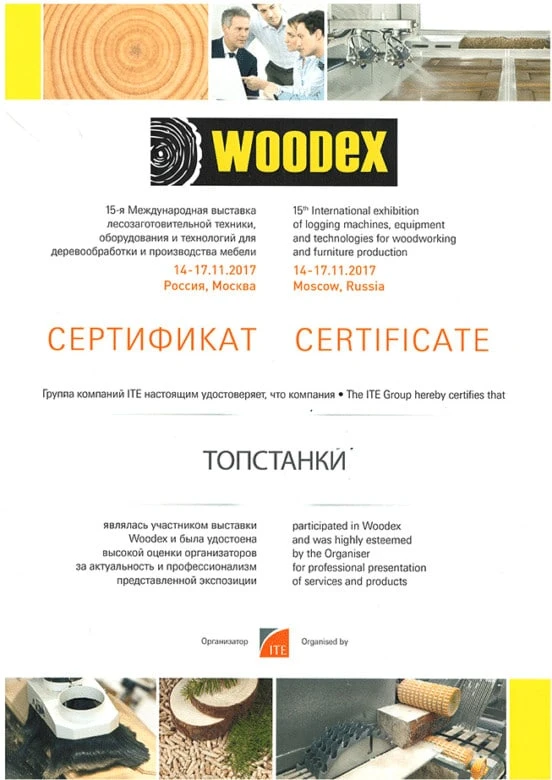 WOODEX
15-я Международная выставка
лесозаготовительной техники,
оборудования и технологий для
деревообработки и производства мебели
14-17.11.2017
Россия, Москва
15th International exhibition
of logging machines, equipment
and technologies for woodworking
and furniture production
14-17.11.2017
Moscow, Russia
СЕРТИФИКАТ CERTIFICATE
Группа компаний ITE настоящим удостоверяет, что компания • The ITE Group hereby certifies that
ТОПСТАНКИ
являлась участником выставки
Woodex и была удостоена
высокой оценки организаторов
за актуальность и профессионализм
представленной экспозиции
participated in Woodex
and was highly esteemed
by the Organiser
for professional presentation
of services and products
Организатор ITE Organised by